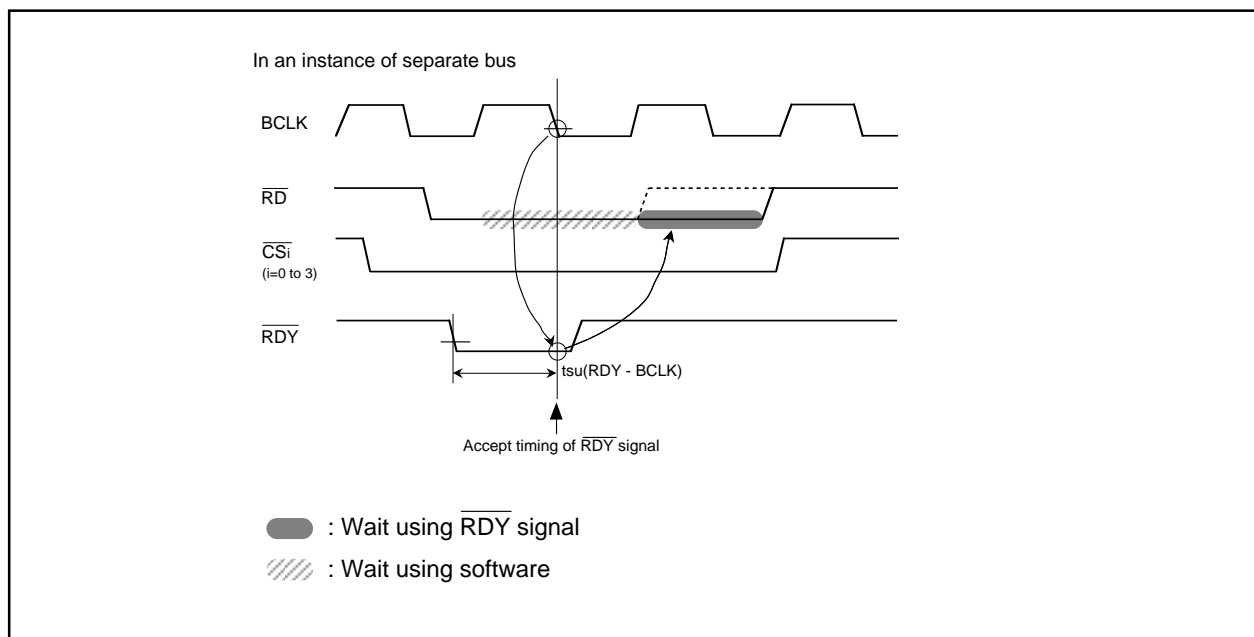 In an instance of separate bus
BCLK
RD
CSi
(i=0 to 3)
RDY
tsu(RDY - BCLK)
Accept timing of RDY signal
: Wait using RDY signal
: Wait using software